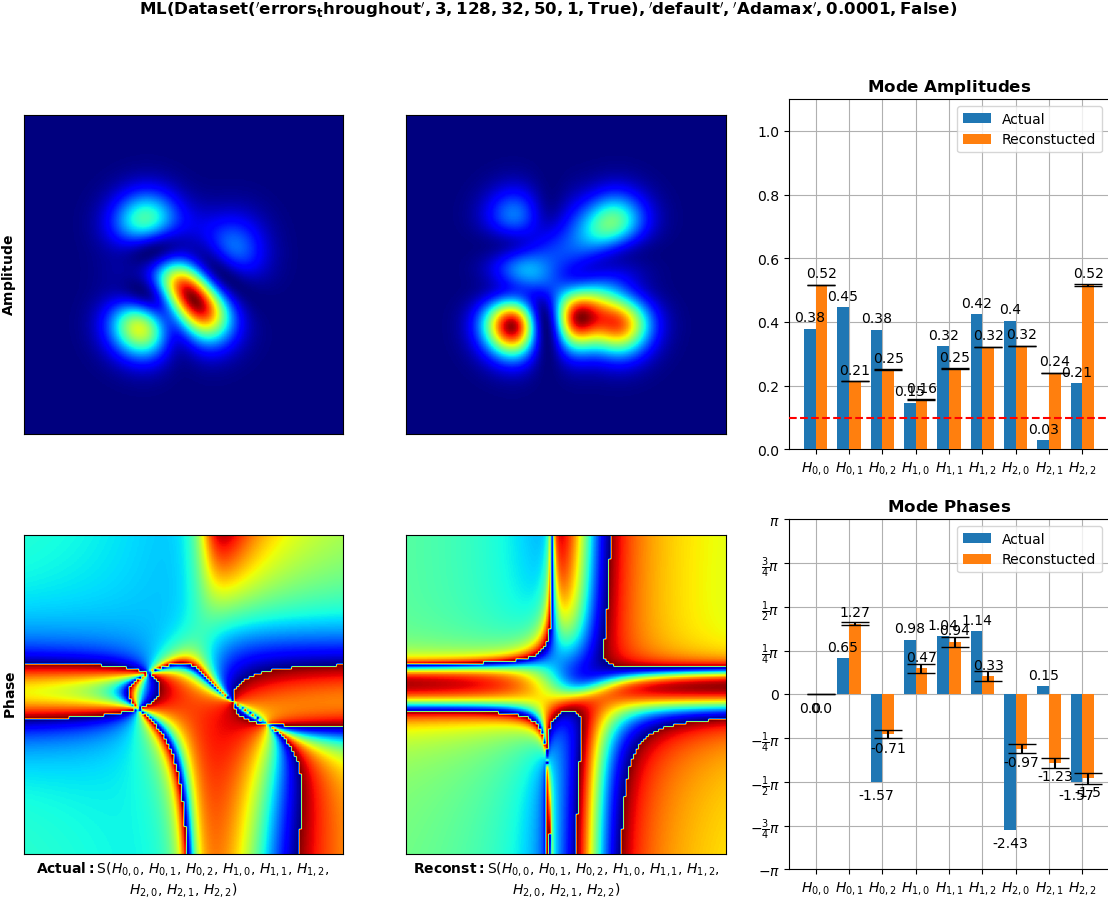 ML(Dataset('errors_throughout', 3, 128, 32, 50, 1, True), 'default', 'Adamax', 0.0001, False)
Amplitude
Mode Amplitudes
Actual
Reconstucted
1.0
0.8
0.6
0.4
0.2
0.0
0.38
0.52
0.45
0.21
0.38
0.25
0.15
0.16
0.32
0.25
0.42
0.32
0.4
0.32
0.03
0.24
0.21
0.52
H0,0 H0,1 H0,2 H1,0 H1,1 H1,2 H2,0 H2,1 H2,2
Phase
Actual: S(H0,0, H0,1, H0,2, H1,0, H1,1, H1,2,
H2,0, H2,1, H2,2)
Reconst: S(H0,0, H0,1, H0,2, H1,0, H1,1, H1,2,
H2,0, H2,1, H2,2)
Mode Phases
Actual
Reconstucted
π
3/4π
1/2π
1/4π
0
−1/4π
−1/2π
−3/4π
−π
0.0
0.0
0.65
1.27
-1.57
-0.71
0.98
0.47
1.04
0.94
1.14
0.33
-2.43
-0.97
0.15
-1.23
-1.57
-1.5
H0,0 H0,1 H0,2 H1,0 H1,1 H1,2 H2,0 H2,1 H2,2